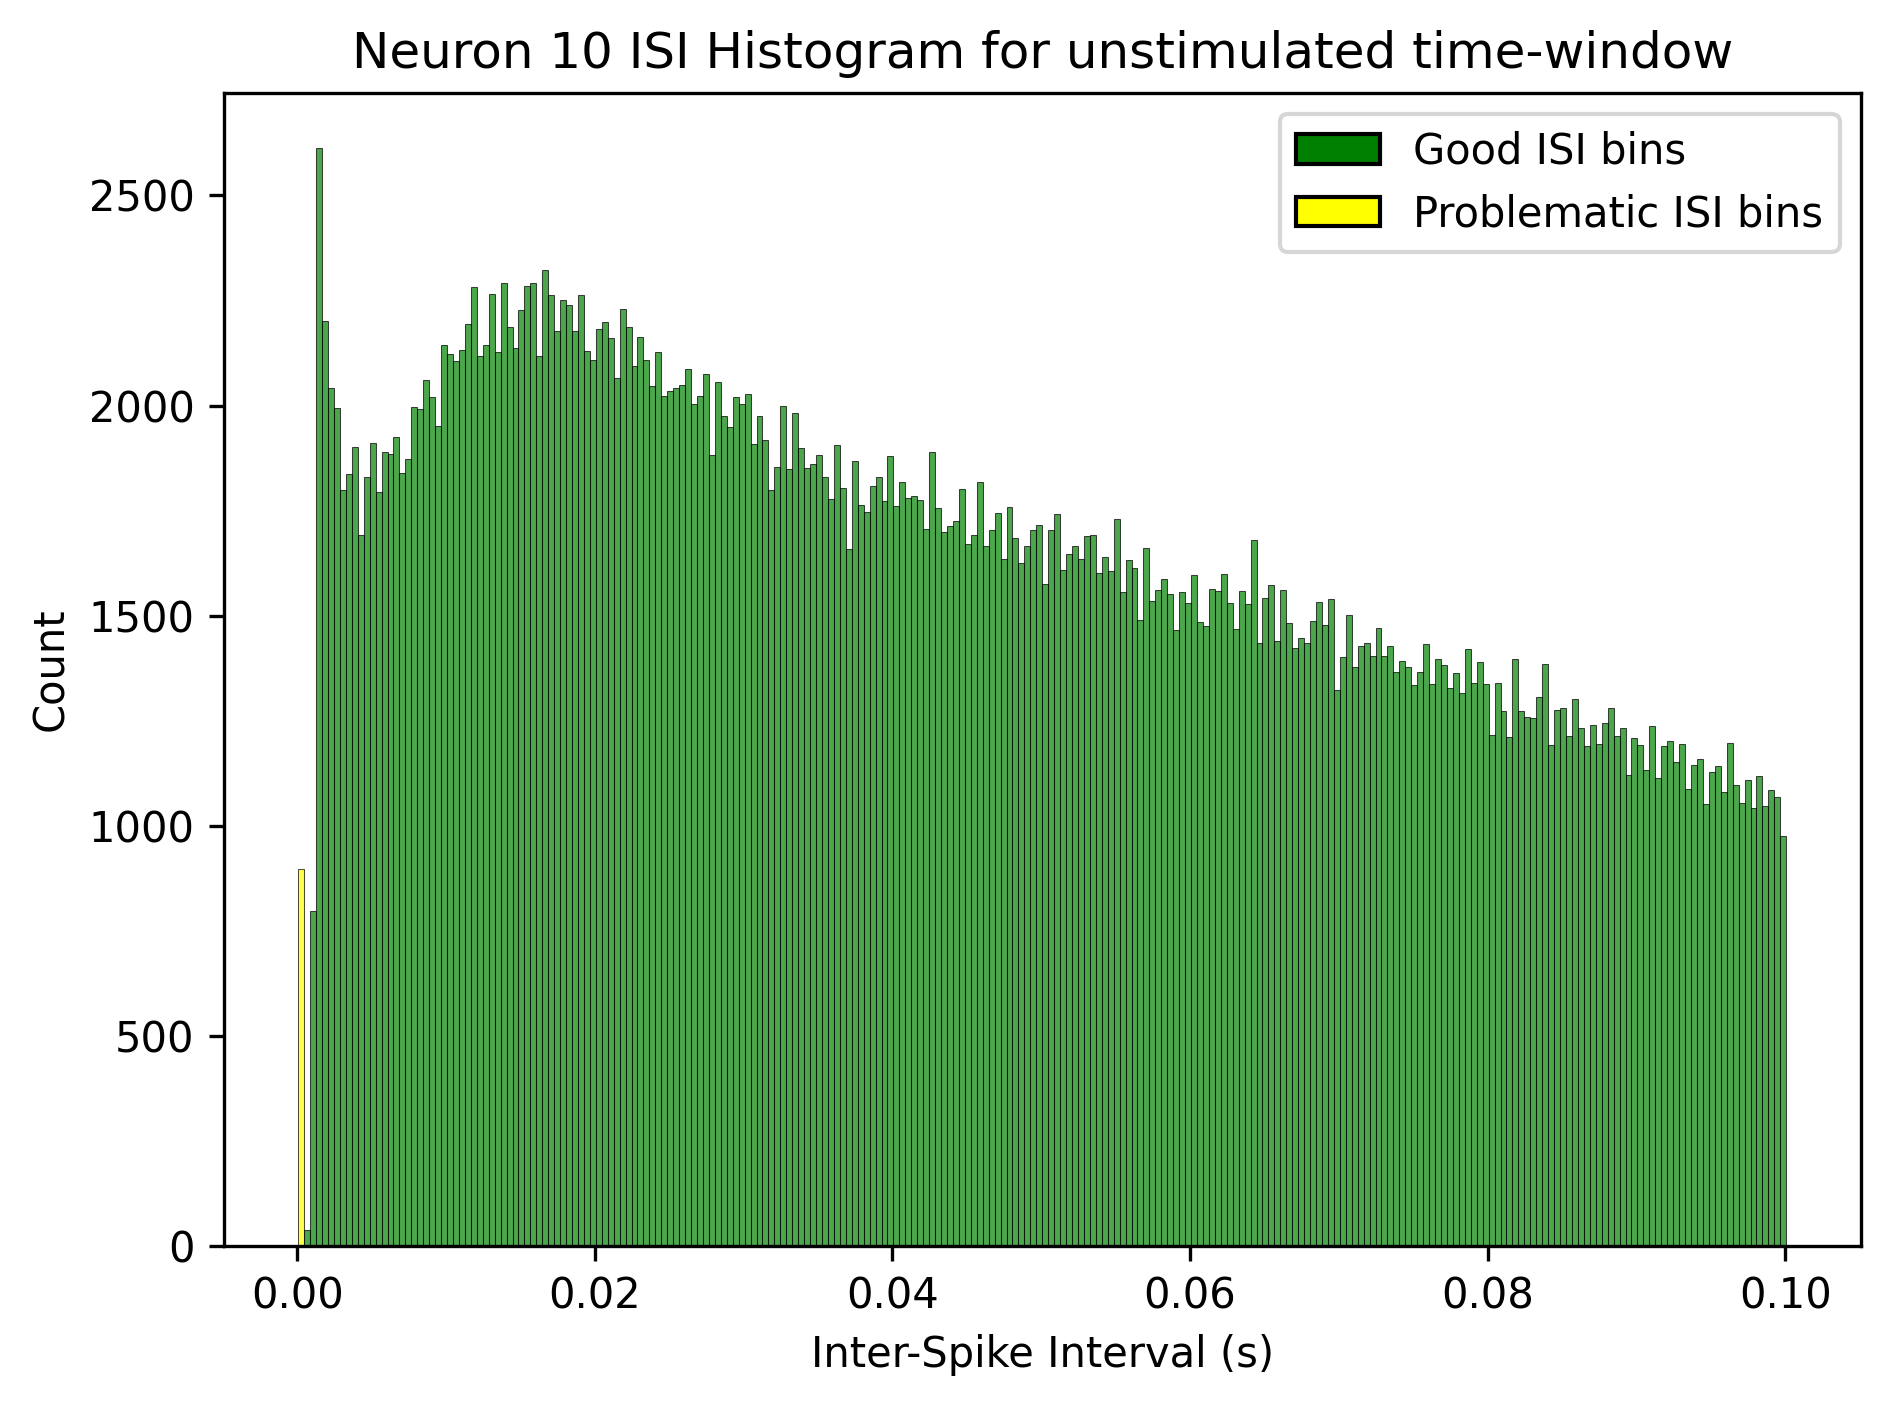 Neuron 10 ISI Histogram for unstimulated time-window
Good ISI bins
Problematic ISI bins
2500
2000
1500
1000
500
0
Count
0.00 0.02 0.04 0.06 0.08 0.10
Inter-Spike Interval (s)